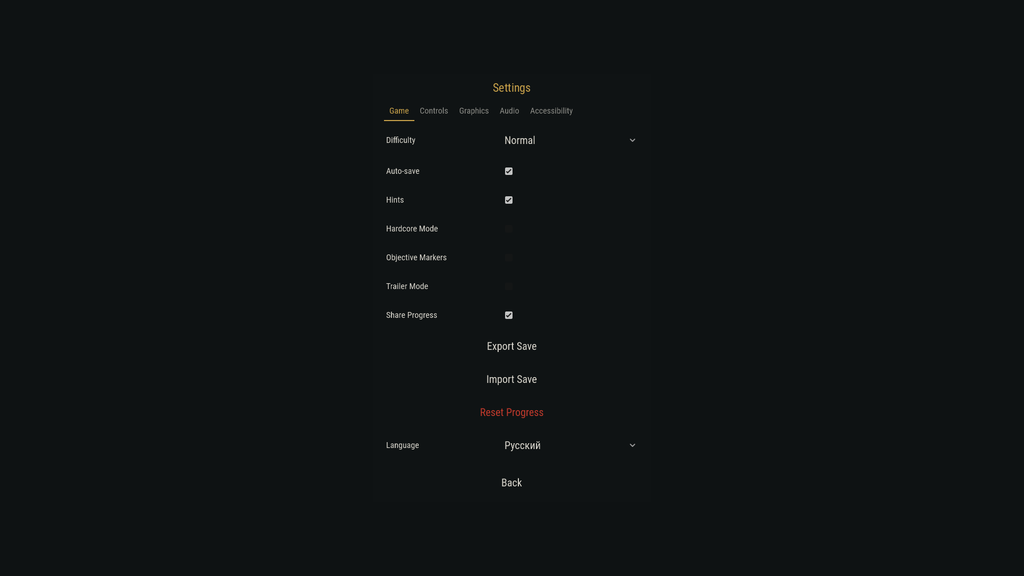 Settings
Game Controls Graphics Audio Accessibility
Difficulty Normal
Auto-save
Hints
Hardcore Mode
Objective Markers
Trailer Mode
Share Progress
Export Save
Import Save
Reset Progress
Language Русский
Back